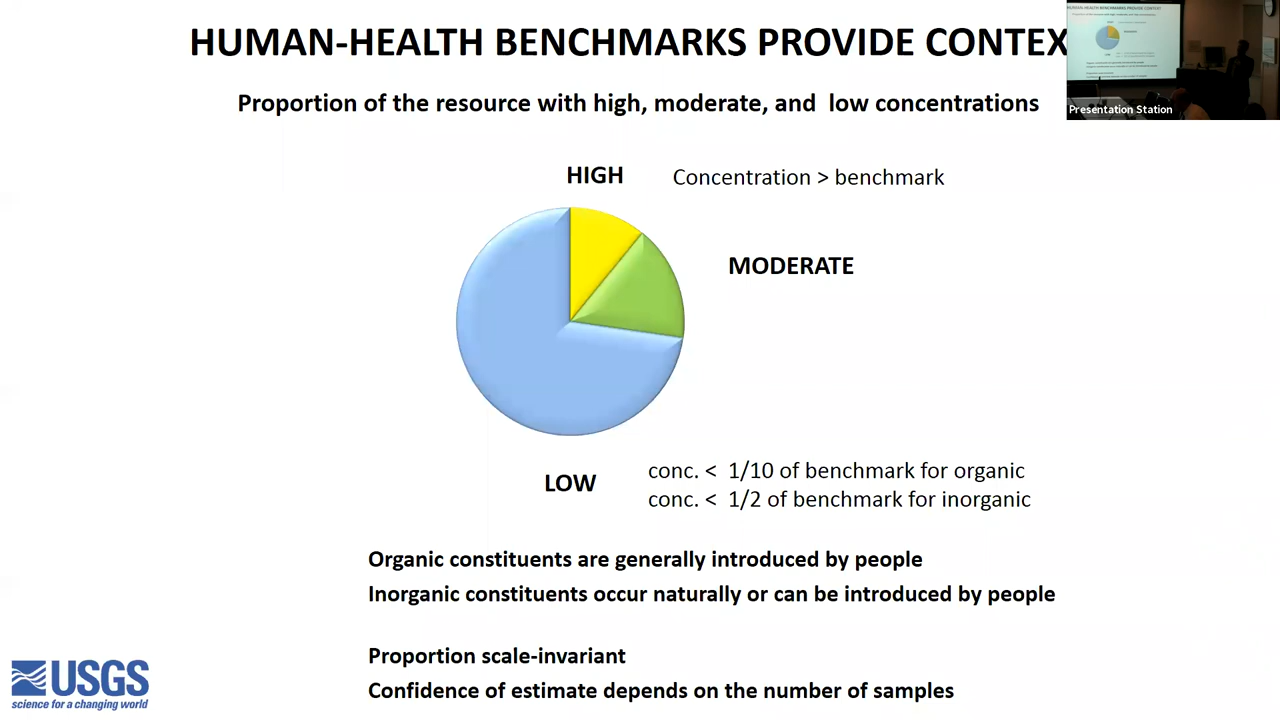 HUMAN-HEALTH BENCHMARKS PROVIDE CONTEX
Proportion of the resource with high, moderate, and low concentrations
Presentation Station
HIGH
Concentration > benchmark
MODERATE
LOW
conc. < 1/10 of benchmark for organic
conc. < 1/2 of benchmark for inorganic
Organic constituents are generally introduced by people
Inorganic constituents occur naturally or can be introduced by people
Proportion scale-invariant
Confidence of estimate depends on the number of samples
USGS
science for a changing world